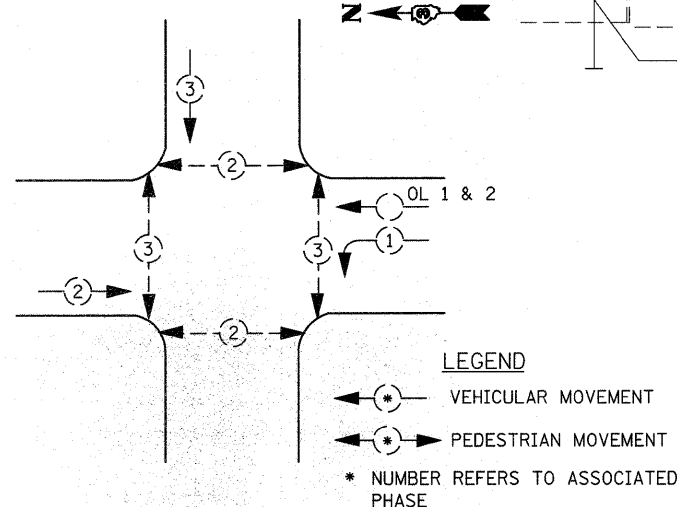 N
3
2
OL 1 & 2
1
3
3
2
2
LEGEND
* VEHICULAR MOVEMENT
* PEDESTRIAN MOVEMENT
* NUMBER REFERS TO ASSOCIATED
PHASE